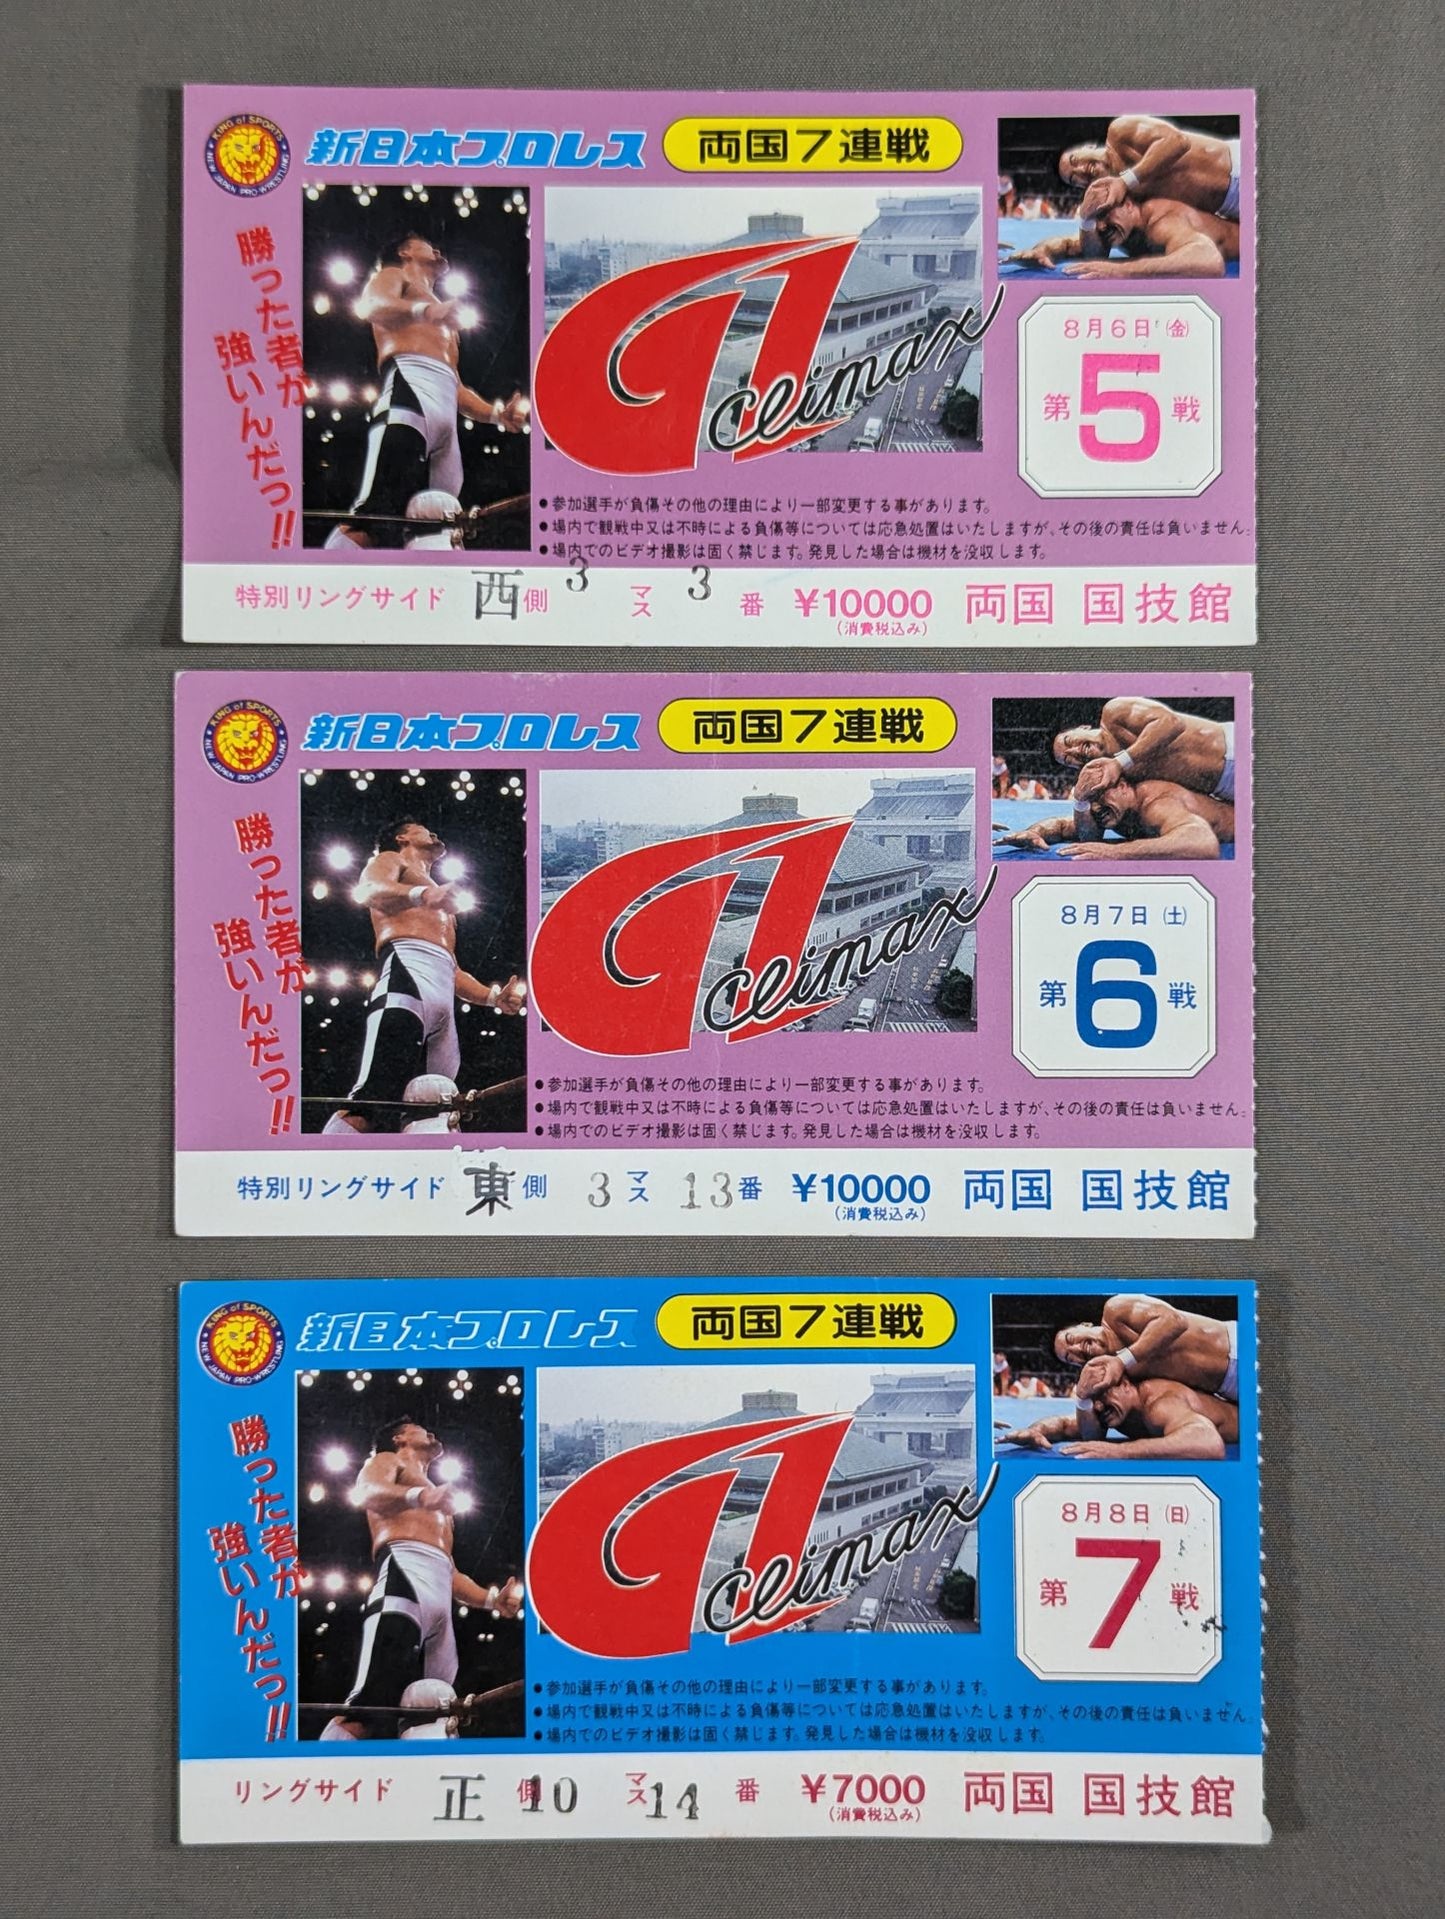 KING of SPORTS
NEW JAPAN PRO-WRESTLING
新日本プロレス
両国7連戦
勝った者が
強いんだっ!!
G1
Climax
8月6日(金)
第5戦
●参加選手が負傷その他の理由により一部変更する事があります。
●場内で観戦中又は不時による負傷等については応急処置はいたしますが、その後の責任は負いません。
●場内でのビデオ撮影は固く禁じます。発見した場合は機材を没収します。
特別リングサイド 西側 3 マス 3 番 ¥10000 両国 国技館
(消費税込み)
KING of SPORTS
NEW JAPAN PRO-WRESTLING
新日本プロレス
両国7連戦
勝った者が
強いんだっ!!
G1
Climax
8月7日(土)
第6戦
●参加選手が負傷その他の理由により一部変更する事があります。
●場内で観戦中又は不時による負傷等については応急処置はいたしますが、その後の責任は負いません。
●場内でのビデオ撮影は固く禁じます。発見した場合は機材を没収します。
特別リングサイド 東側 3 マス 13番 ¥10000 両国 国技館
(消費税込み)
KING of SPORTS
NEW JAPAN PRO-WRESTLING
新日本プロレス
両国7連戦
勝った者が
強いんだっ!!
G1
Climax
8月8日(日)
第7戦
●参加選手が負傷その他の理由により一部変更する事があります。
●場内で観戦中又は不時による負傷等については応急処置はいたしますが、その後の責任は負いません。
●場内でのビデオ撮影は固く禁じます。発見した場合は機材を没収します。
リングサイド 正側 10 マス 14 番 ¥7000 両国 国技館
(消費税込み)